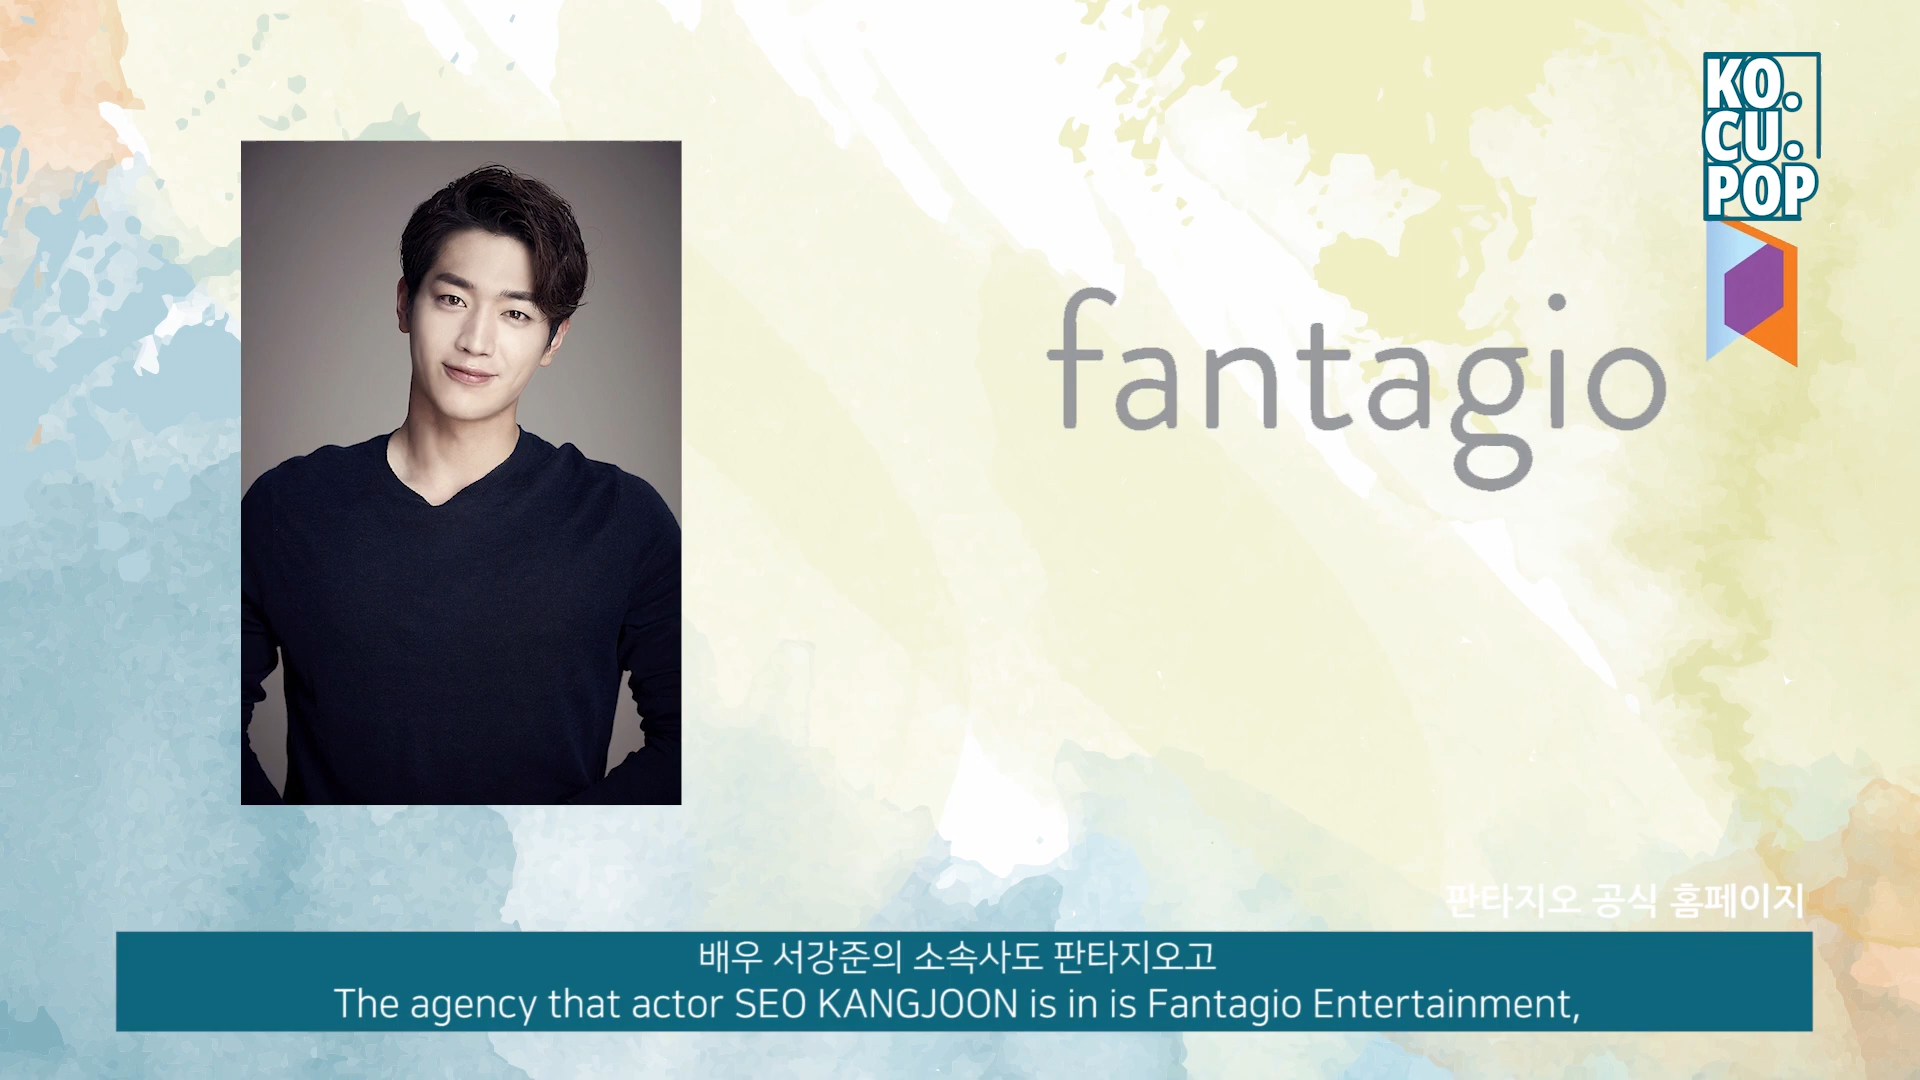 KO.
CU.
POP
fantagio
판타지오 공식 홈페이지
배우 서강준의 소속사도 판타지오고
The agency that actor SEO KANGJOON is in is Fantagio Entertainment,